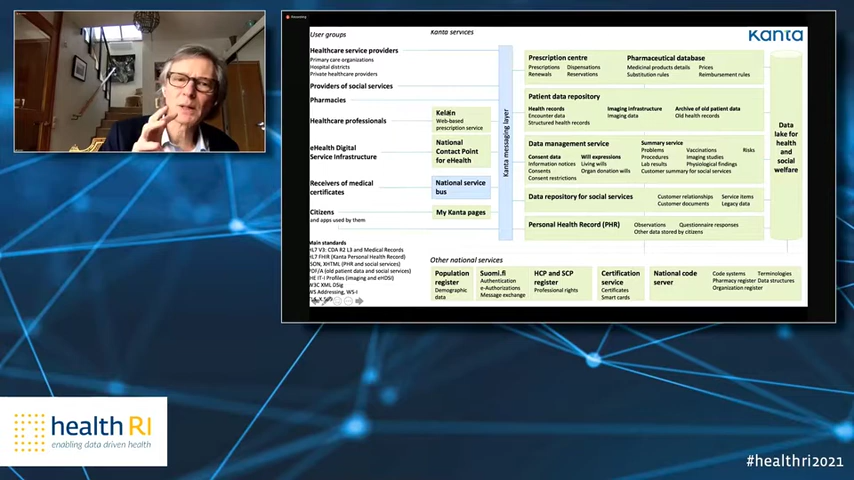 User groups
Kanta services
Kanta
Healthcare service providers
Primary care organizations
Hospital districts
Private healthcare providers
Providers of social services
Pharmacies
Healthcare professionals
eHealth Digital
Service Infrastructure
Receivers of medical
certificates
Citizens
and apps used by them
Kelain
Web-based
prescription service
National
Contact Point
for eHealth
National service
bus
My Kanta pages
Kanta messaging layer
Prescription centre
Prescriptions Dispensations
Renewals Reservations
Pharmaceutical database
Medicinal products details Prices
Substitution rules Reimbursement rules
Patient data repository
Health records
Encounter data
Structured health records
Imaging infrastructure
Imaging data
Archive of old patient data
Old health records
Data management service
Consent data
Information notices
Consents
Consent restrictions
Will expressions
Living wills
Organ donation wills
Summary service
Problems Vaccinations Risks
Procedures Imaging studies
Lab results Physiological findings
Customer summary for social services
Data repository for social services
Customer relationships Service items
Customer documents Legacy data
Personal Health Record (PHR)
Observations Questionnaire responses
Other data stored by citizens
Data
lake for
health
and
social
welfare
Main standards
HL7 V3: CDA R2 L3 and Medical Records
HL7 FHIR (Kanta Personal Health Record)
JSON, XHTML (PHR and social services)
PDF/A (old patient data and social services)
IHE IT-I Profiles (imaging and eHDSI)
W3C XML DSig
WS Addressing, WS-I
Other national services
Population
register
Demographic
data
Suomi.fi
Authentication
e-Authorizations
Message exchange
HCP and SCP
register
Professional rights
Certification
service
Certificates
Smart cards
National code
server
Code systems Terminologies
Pharmacy register Data structures
Organization register
health RI
enabling data driven health
#healthri2021